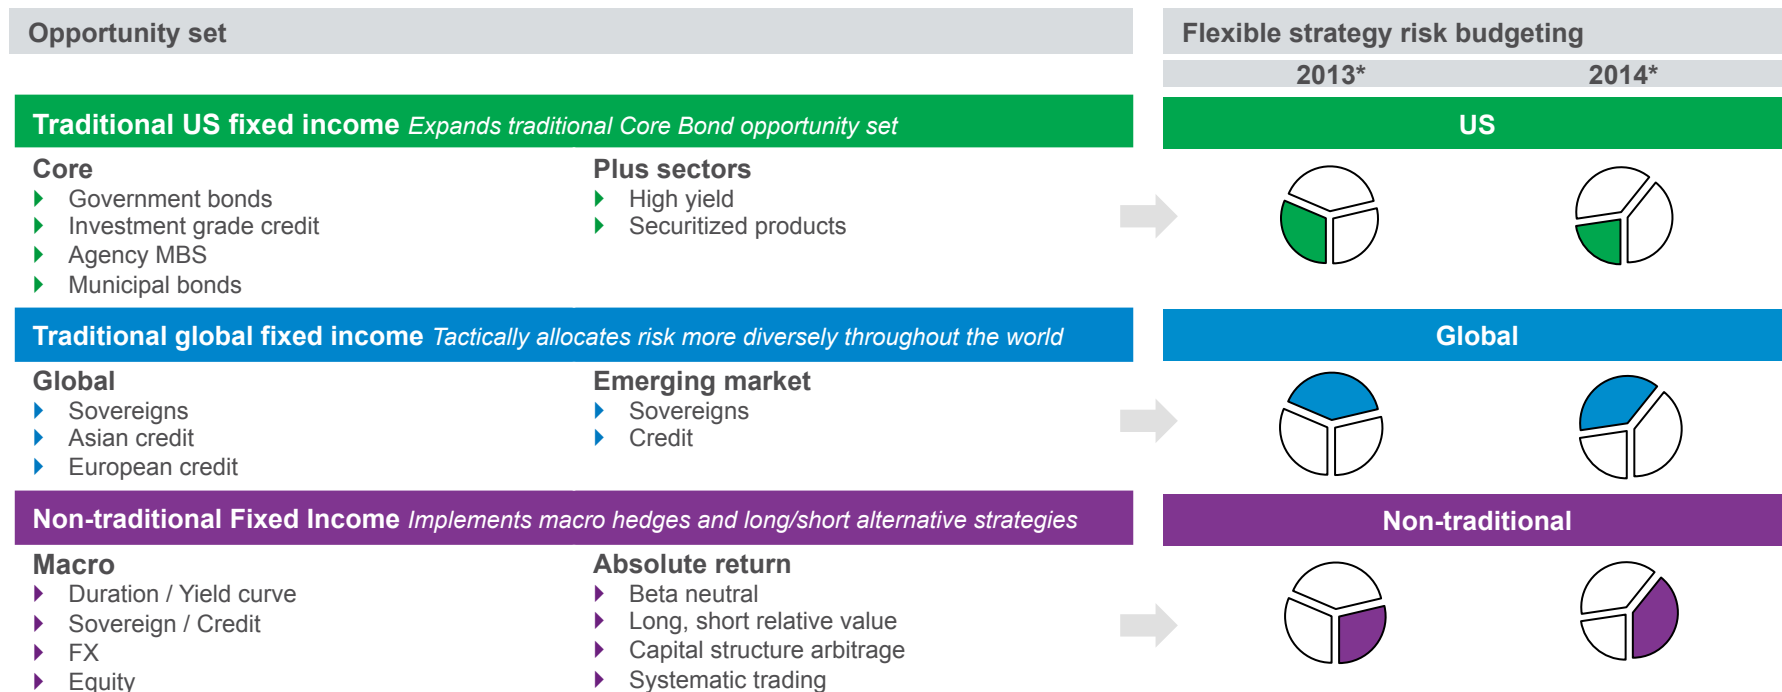 Opportunity set
Flexible strategy risk budgeting
2013* 2014*
Traditional US fixed income Expands traditional Core Bond opportunity set
US
Core
Government bonds
Investment grade credit
Agency MBS
Municipal bonds
Plus sectors
High yield
Securitized products
Traditional global fixed income Tactically allocates risk more diversely throughout the world
Global
Global
Sovereigns
Asian credit
European credit
Emerging market
Sovereigns
Credit
Non-traditional Fixed Income Implements macro hedges and long/short alternative strategies
Non-traditional
Macro
Duration / Yield curve
Sovereign / Credit
FX
Equity
Absolute return
Beta neutral
Long, short relative value
Capital structure arbitrage
Systematic trading